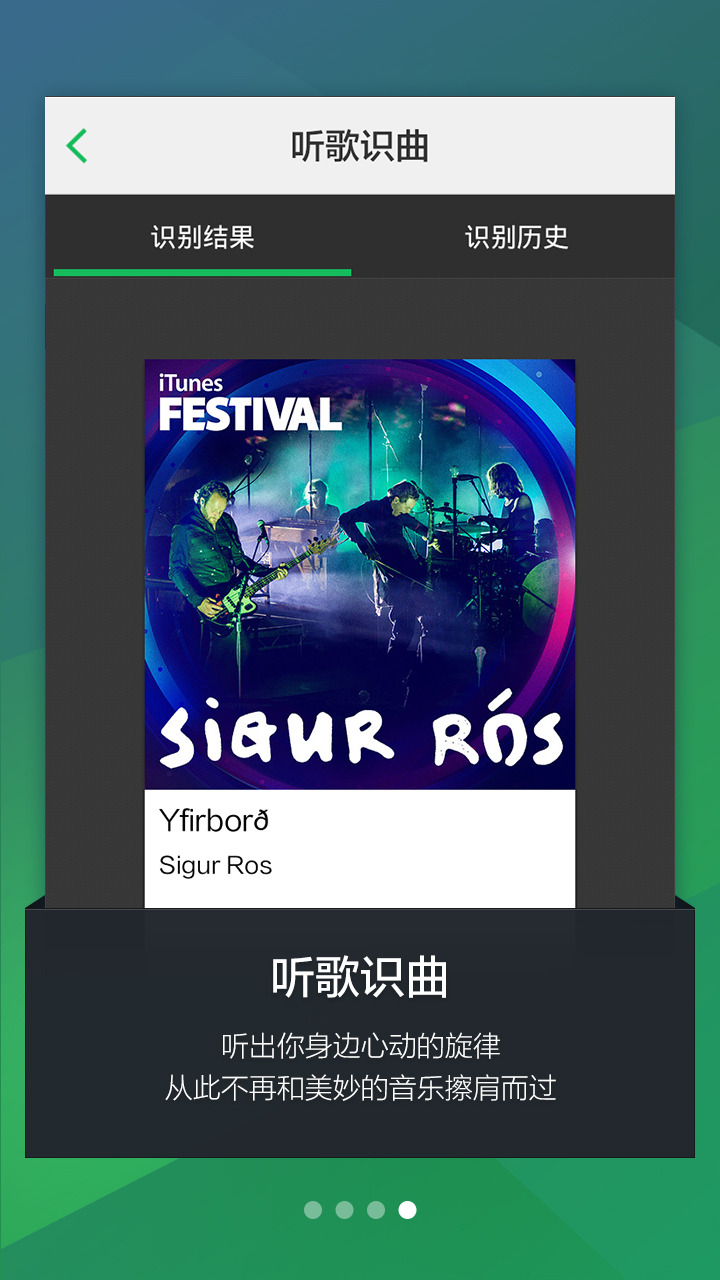 听歌识曲
识别结果
识别历史
iTunes
FESTIVAL
SIGUR RÓS
Yfirborð
Sigur Ros
听歌识曲
听出你身边心动的旋律
从此不再和美妙的音乐擦肩而过